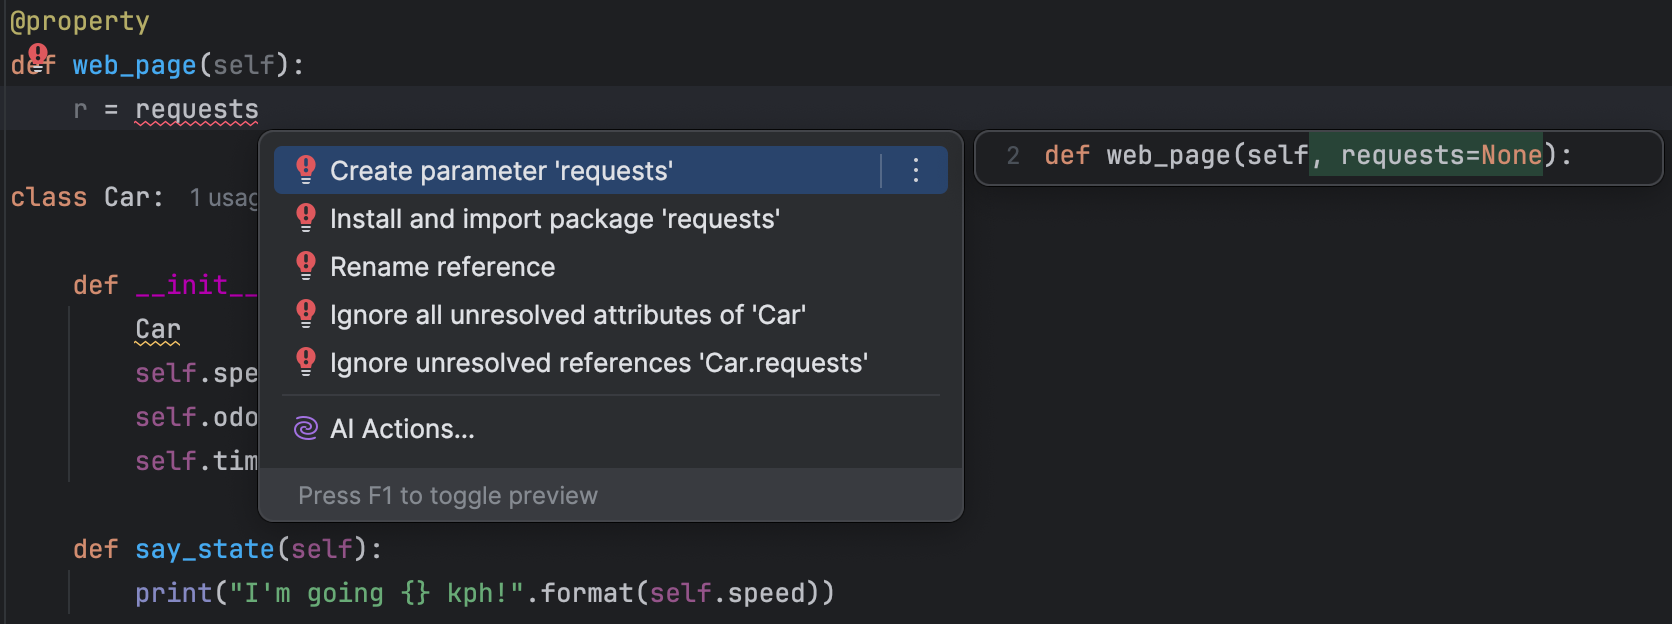 @property
def web_page(self):
r = requests
Create parameter 'requests'
2 def web_page(self, requests=None):
class Car: 1 usag
Install and import package 'requests'
Rename reference
def __init__
Ignore all unresolved attributes of 'Car'
Car
Ignore unresolved references 'Car.requests'
self.spe
self.odo
AI Actions...
self.tim
Press F1 to toggle preview
def say_state(self):
print("I'm going {} kph!".format(self.speed))